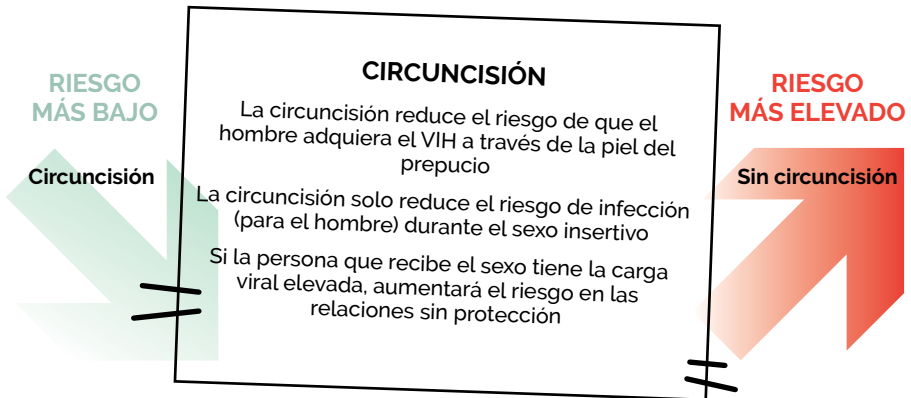 RIESGO
MÁS BAJO
Circuncisión
CIRCUNCISIÓN
La circuncisión reduce el riesgo de que el
hombre adquiera el VIH a través de la piel del
prepucio
La circuncisión solo reduce el riesgo de infección
(para el hombre) durante el sexo insertivo
Si la persona que recibe el sexo tiene la carga
viral elevada, aumentará el riesgo en las
relaciones sin protección
RIESGO
MÁS ELEVADO
Sin circuncisión